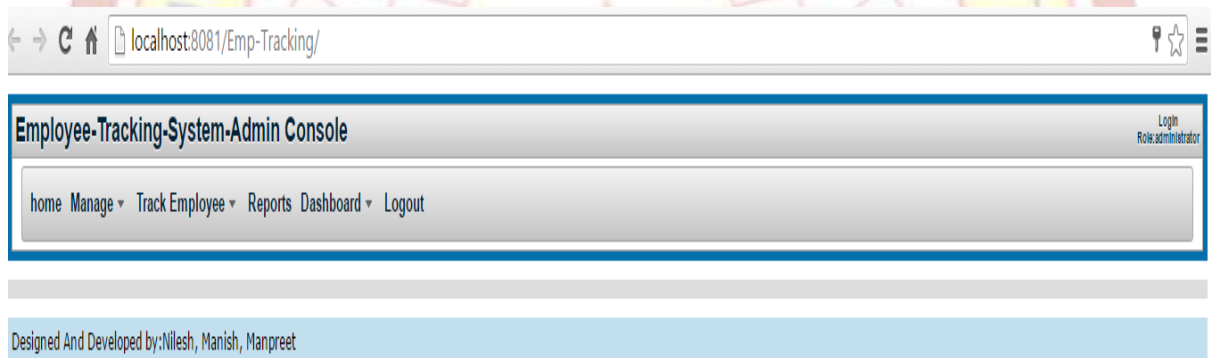 localhost:8081/Emp-Tracking/
Employee-Tracking-System-Admin Console
Login
Role:administrator
home Manage Track Employee Reports Dashboard Logout
Designed And Developed by:Nilesh, Manish, Manpreet